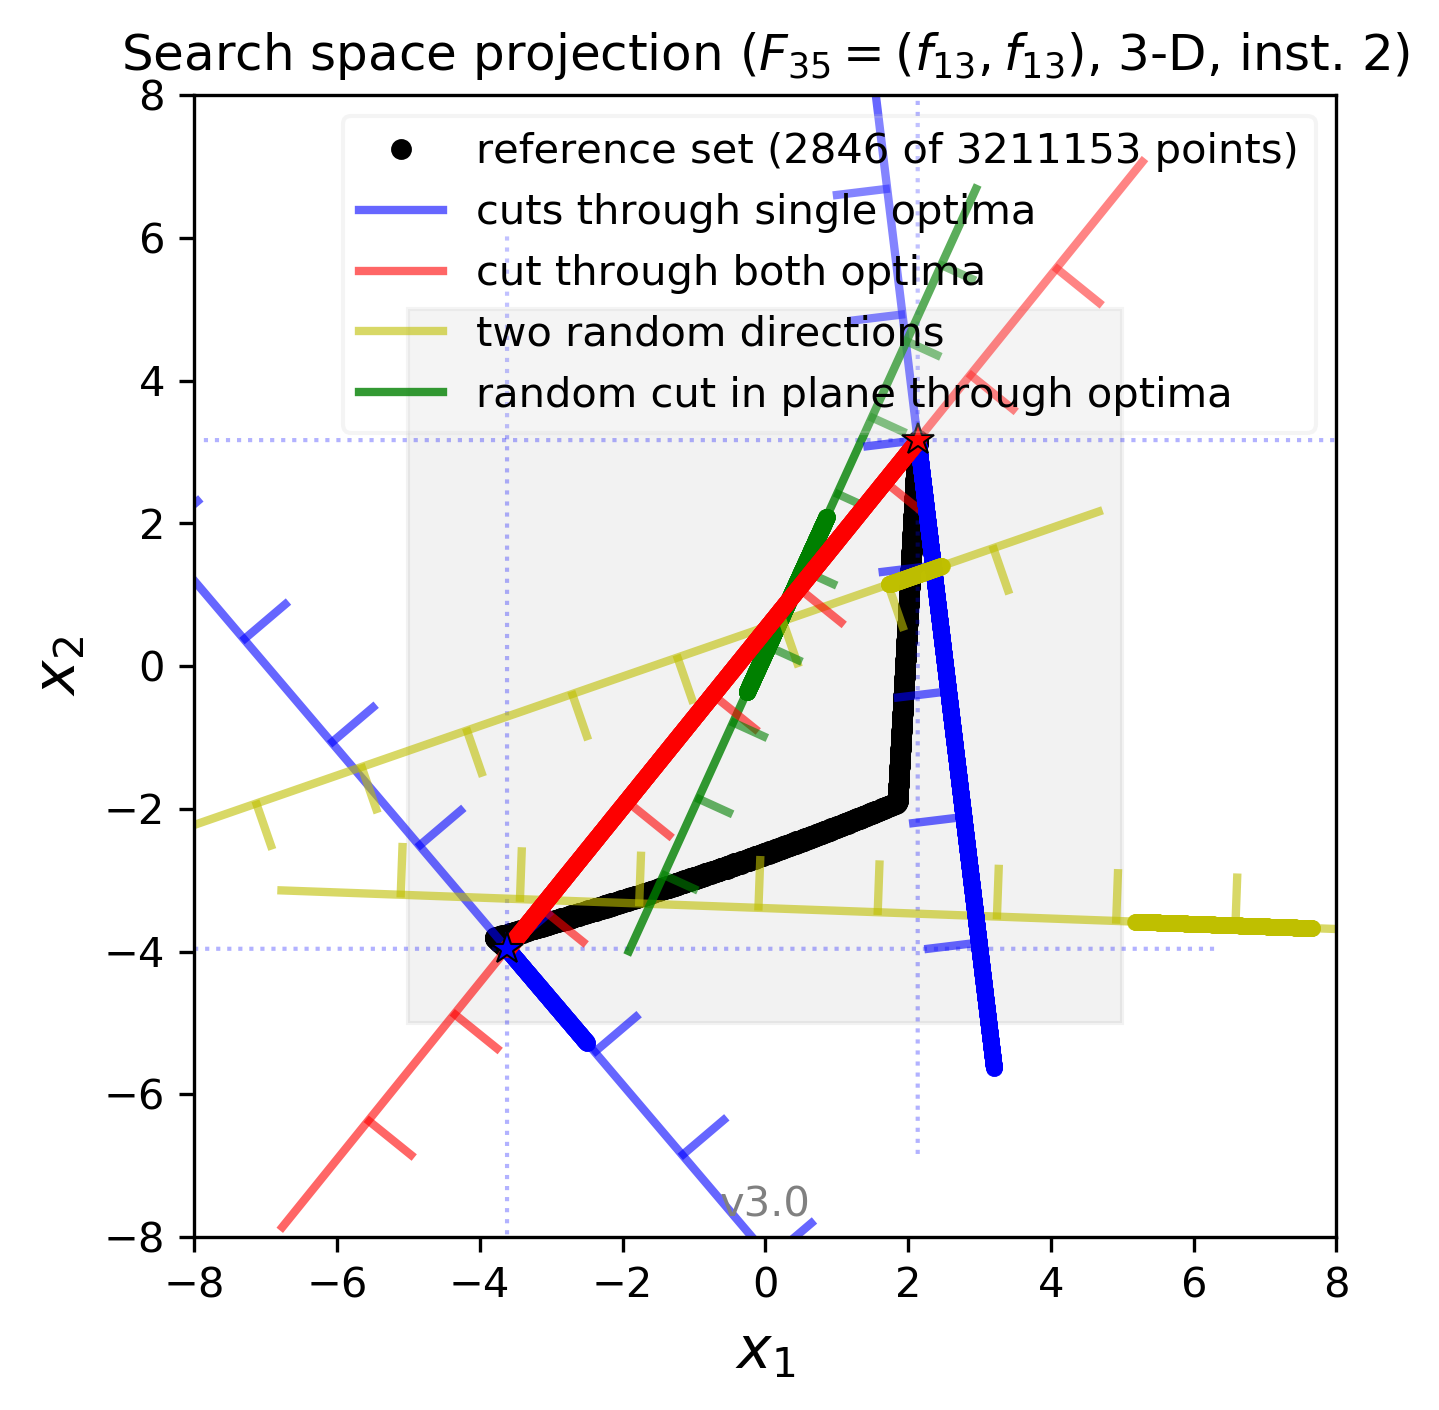 Search space projection (F₃₅ = (f₁₃, f₁₃), 3-D, inst. 2)
reference set (2846 of 3211153 points)
cuts through single optima
cut through both optima
two random directions
random cut in plane through optima
8
6
4
2
0
−2
−4
−6
−8
x₂
v3.0
−8 −6 −4 −2 0 2 4 6 8
x₁